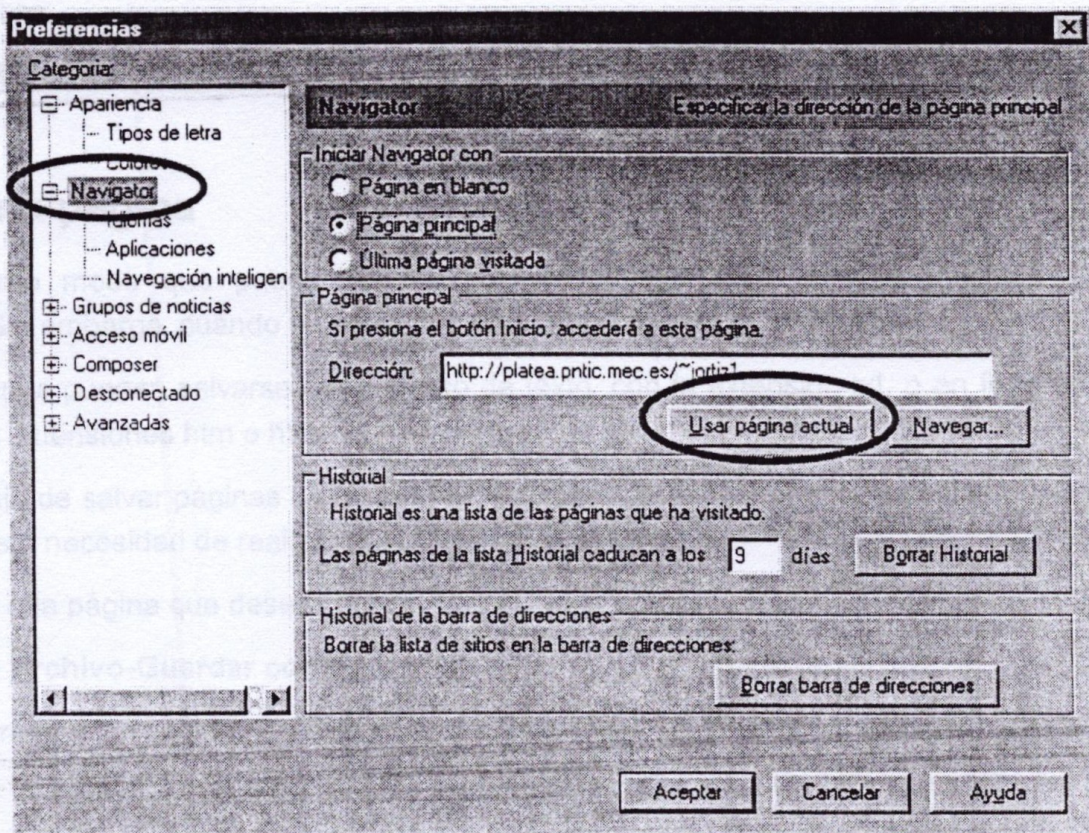 Preferencias
Categoría:
Apariencia
Tipos de letra
Colores
Navigator
Idiomas
Aplicaciones
Navegación inteligen
Grupos de noticias
Acceso móvil
Composer
Desconectado
Avanzadas
Navigator Especificar la dirección de la página principal
Iniciar Navigator con
Página en blanco
Página principal
Última página visitada
Página principal
Si presiona el botón Inicio, accederá a esta página.
Dirección: http://platea.pntic.mec.es/~jortiz1
Usar página actual Navegar...
Historial
Historial es una lista de las páginas que ha visitado.
Las páginas de la lista Historial caducan a los 9 días Borrar Historial
Historial de la barra de direcciones
Borrar la lista de sitios en la barra de direcciones:
Borrar barra de direcciones
Aceptar Cancelar Ayuda